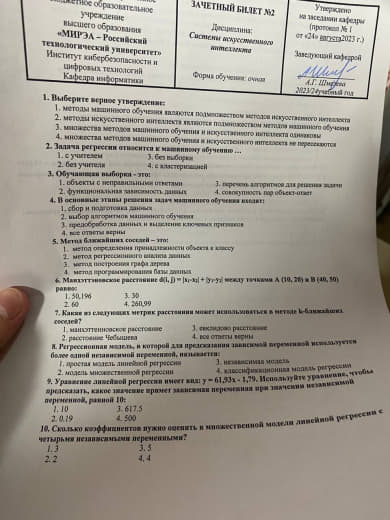 бюджетное образовательное
учреждение
высшего образования
«МИРЭА – Российский
технологический университет»
Институт кибербезопасности и
цифровых технологий
Кафедра информатики
ЗАЧЕТНЫЙ БИЛЕТ №2
Дисциплина:
Системы искусственного
интеллекта
Форма обучения: очная
Утверждено
на заседании кафедры
(протокол № 1
от «24» августа2023 г.)
Заведующий кафедрой
А.Г.
2023/24учебный год
1. Выберите верное утверждение:
1. методы машинного обучения являются подмножеством методов искусственного интеллекта
2. методы искусственного интеллекта являются подмножеством методов машинного обучения
3. множества методов машинного обучения и искусственного интеллекта одинаковы
4. множества методов машинного обучения и искусственного интеллекта не пересекаются
2. Задача регрессии относится к машинному обучению …
1. с учителем 3. без выборки
2. без учителя 4. с кластеризацией
3. Обучающая выборка - это:
1. объекты с неправильными ответами 3. перечень алгоритмов для решения задачи
2. функциональная зависимость данных 4. совокупность пар объект-ответ
4. В основные этапы решения задач машинного обучения входит:
1. сбор и подготовка данных
2. выбор алгоритмов машинного обучения
3. предобработка данных и выделение ключевых признаков
4. все ответы верны
5. Метод ближайших соседей – это:
1. метод определения принадлежности объекта к классу
2. метод регрессионного анализа данных
3. метод построения графа дерева
4. метод программирования базы данных
6. Манхэттенновское расстояние d(i, j) = |x₁-x₂| + |y₁-y₂| между точками A (10, 20) и B (40, 50)
равно:
1. 50,196 3. 30
2. 60 4. 260,99
7. Какая из следующих метрик расстояния может использоваться в методе k-ближайших
соседей?
1. манхэттенновское расстояние 3. евклидово расстояние
2. расстояние Чебышева 4. все ответы верны
8. Регрессионная модель, в которой для предсказания зависимой переменной используется
более одной независимой переменной, называется:
1. простая модель линейной регрессии 3. независимая модель
2. модель множественной регрессии 4. классификационная модель регрессии
9. Уравнение линейной регрессии имеет вид: y = 61,93x - 1,79. Используйте уравнение, чтобы
предсказать, какое значение примет зависимая переменная при значении независимой
переменной, равной 10:
1. 10 3. 617.5
2. 0.19 4. 500
10. Сколько коэффициентов нужно оценить в множественной модели линейной регрессии с
четырьмя независимыми переменными?
1. 3 3. 5
2. 2 4. 4